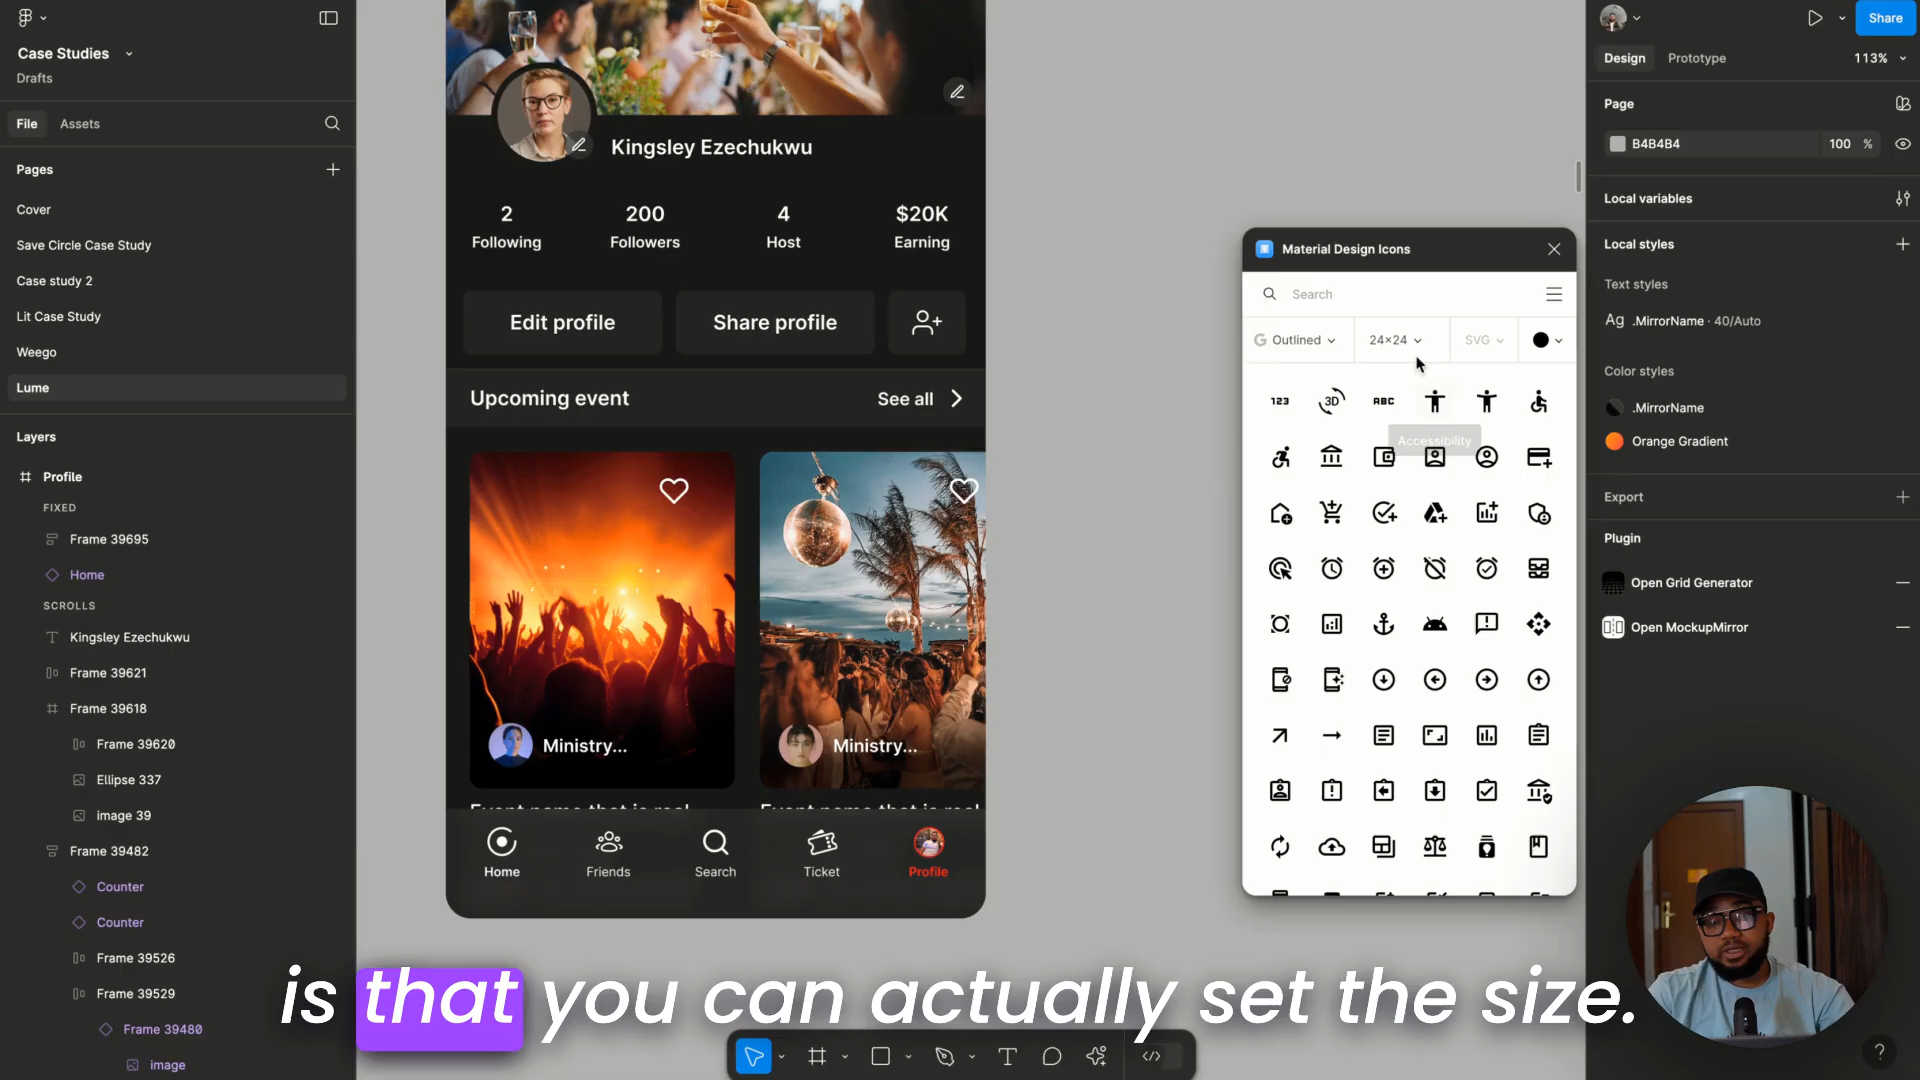 Case Studies
Drafts
File
Assets
Pages
Cover
Save Circle Case Study
Case study 2
Lit Case Study
Weego
Lume
Layers
Profile
FIXED
Frame 39695
Home
SCROLLS
Kingsley Ezechukwu
Frame 39621
Frame 39618
Frame 39620
Ellipse 337
image 39
Frame 39482
Counter
Counter
Frame 39526
Frame 39529
Frame 39480
image
Kingsley Ezechukwu
2
Following
200
Followers
4
Host
$20K
Earning
Edit profile
Share profile
Upcoming event
See all
Ministry...
Ministry...
Home
Friends
Search
Ticket
Profile
Material Design Icons
Search
Outlined
24×24
SVG
123
3D
ABC
Accessibility
Share
Design
Prototype
113%
Page
B4B4B4
100
%
Local variables
Local styles
Text styles
Ag .MirrorName · 40/Auto
Color styles
.MirrorName
Orange Gradient
Export
Plugin
Open Grid Generator
Open MockupMirror
is that you can actually set the size.
?